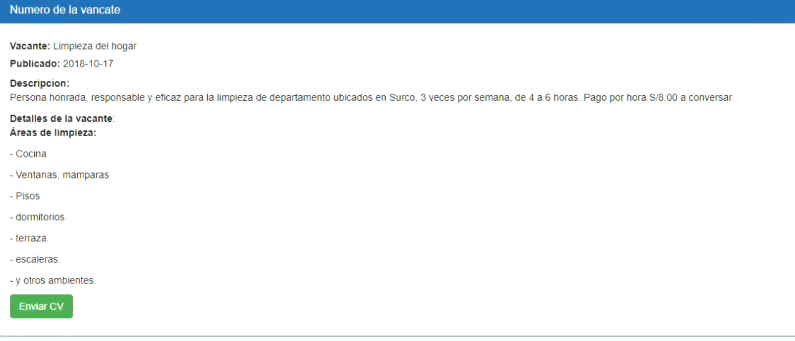 Numero de la vancate
Vacante: Limpieza del hogar
Publicado: 2018-10-17
Descripcion:
Persona honrada, responsable y eficaz para la limpieza de departamento ubicados en Surco, 3 veces por semana, de 4 a 6 horas. Pago por hora S/8.00 a conversar.
Detalles de la vacante:
Áreas de limpieza:
- Cocina
- Ventanas, mamparas
- Pisos
- dormitorios.
- terraza.
- escaleras.
- y otros ambientes.
Enviar CV